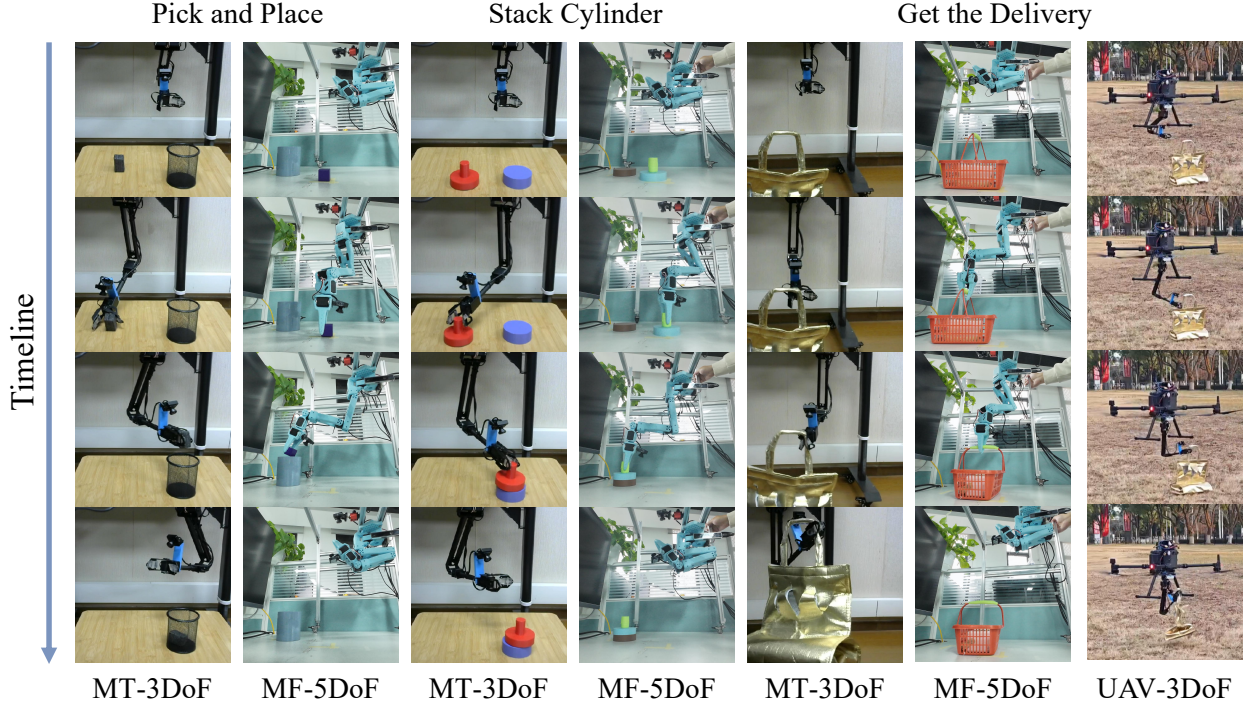 Pick and Place
Stack Cylinder
Get the Delivery
Timeline
MT-3DoF
MF-5DoF
MT-3DoF
MF-5DoF
MT-3DoF
MF-5DoF
UAV-3DoF